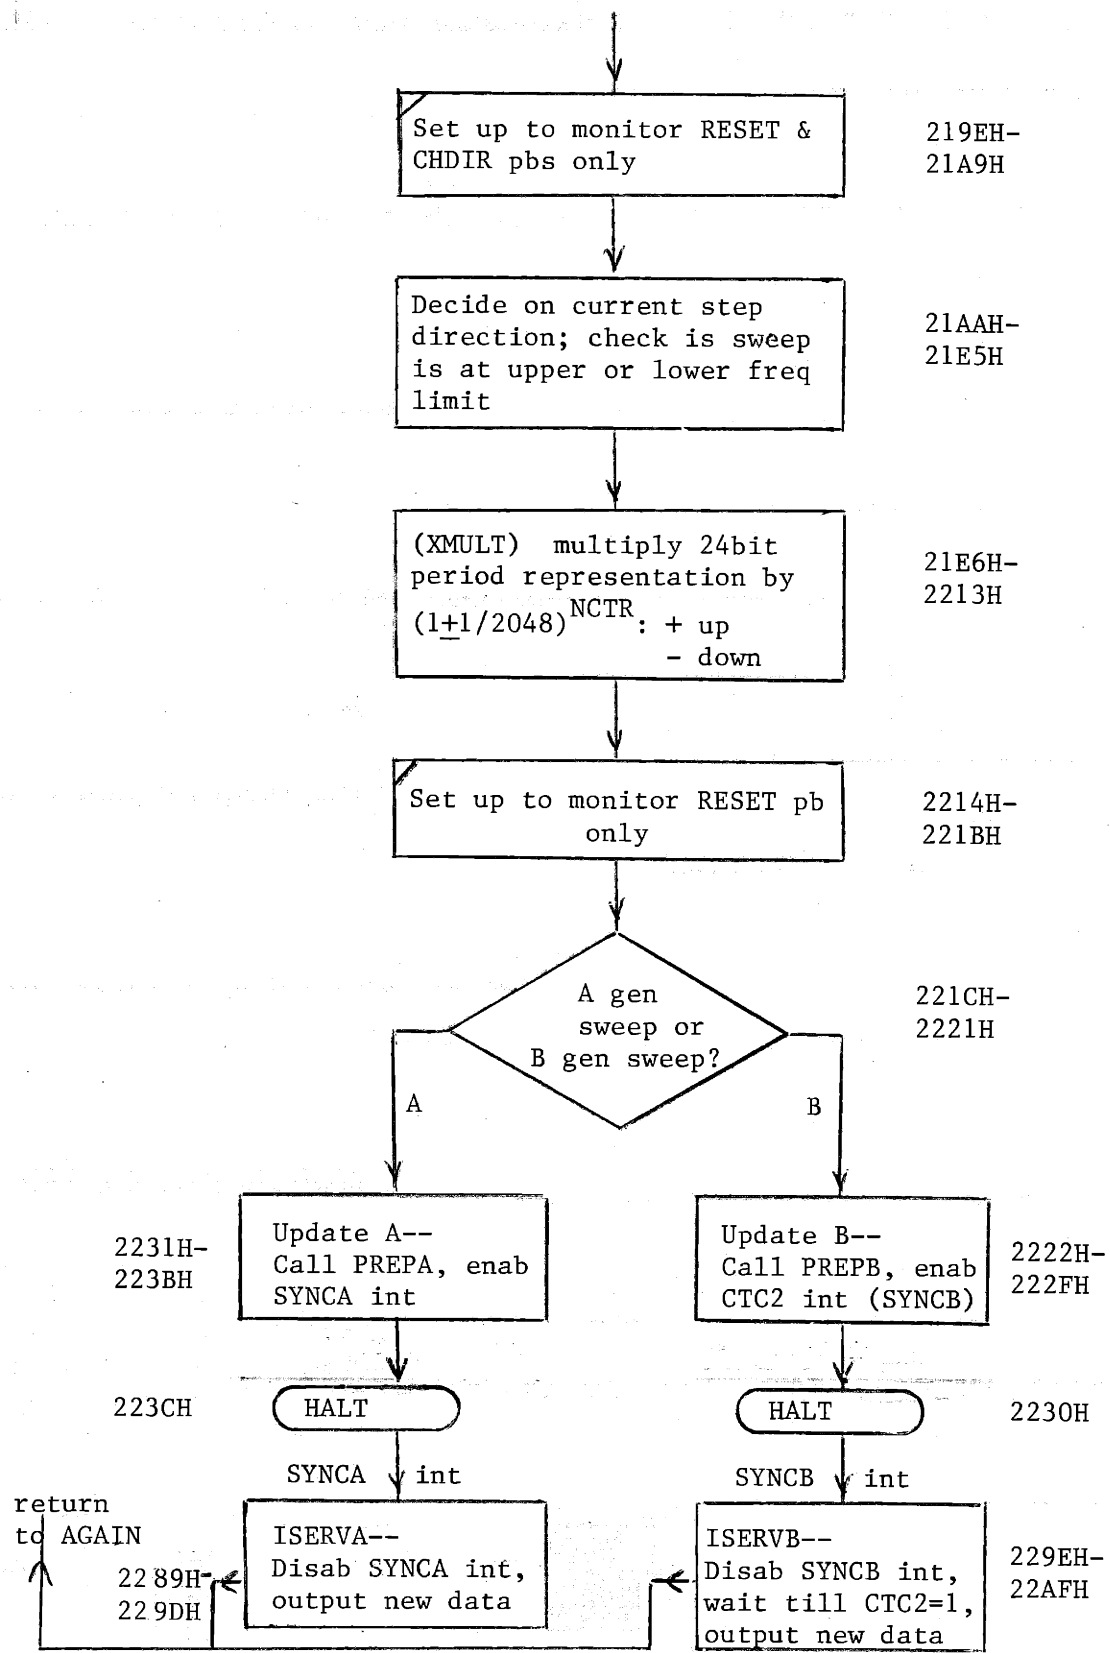 Set up to monitor RESET &
CHDIR pbs only
219EH-
21A9H
Decide on current step
direction; check is sweep
is at upper or lower freq
limit
21AAH-
21E5H
(XMULT) multiply 24bit
period representation by
(1±1/2048)^NCTR: + up
- down
21E6H-
2213H
Set up to monitor RESET pb
only
2214H-
221BH
A gen
sweep or
B gen sweep?
221CH-
2221H
A
B
2231H-
223BH
Update A--
Call PREPA, enab
SYNCA int
Update B--
Call PREPB, enab
CTC2 int (SYNCB)
2222H-
222FH
223CH
HALT
HALT
2230H
SYNCA int
SYNCB int
return
to AGAIN
2289H-
229DH
ISERVA--
Disab SYNCA int,
output new data
ISERVB--
Disab SYNCB int,
wait till CTC2=1,
output new data
229EH-
22AFH